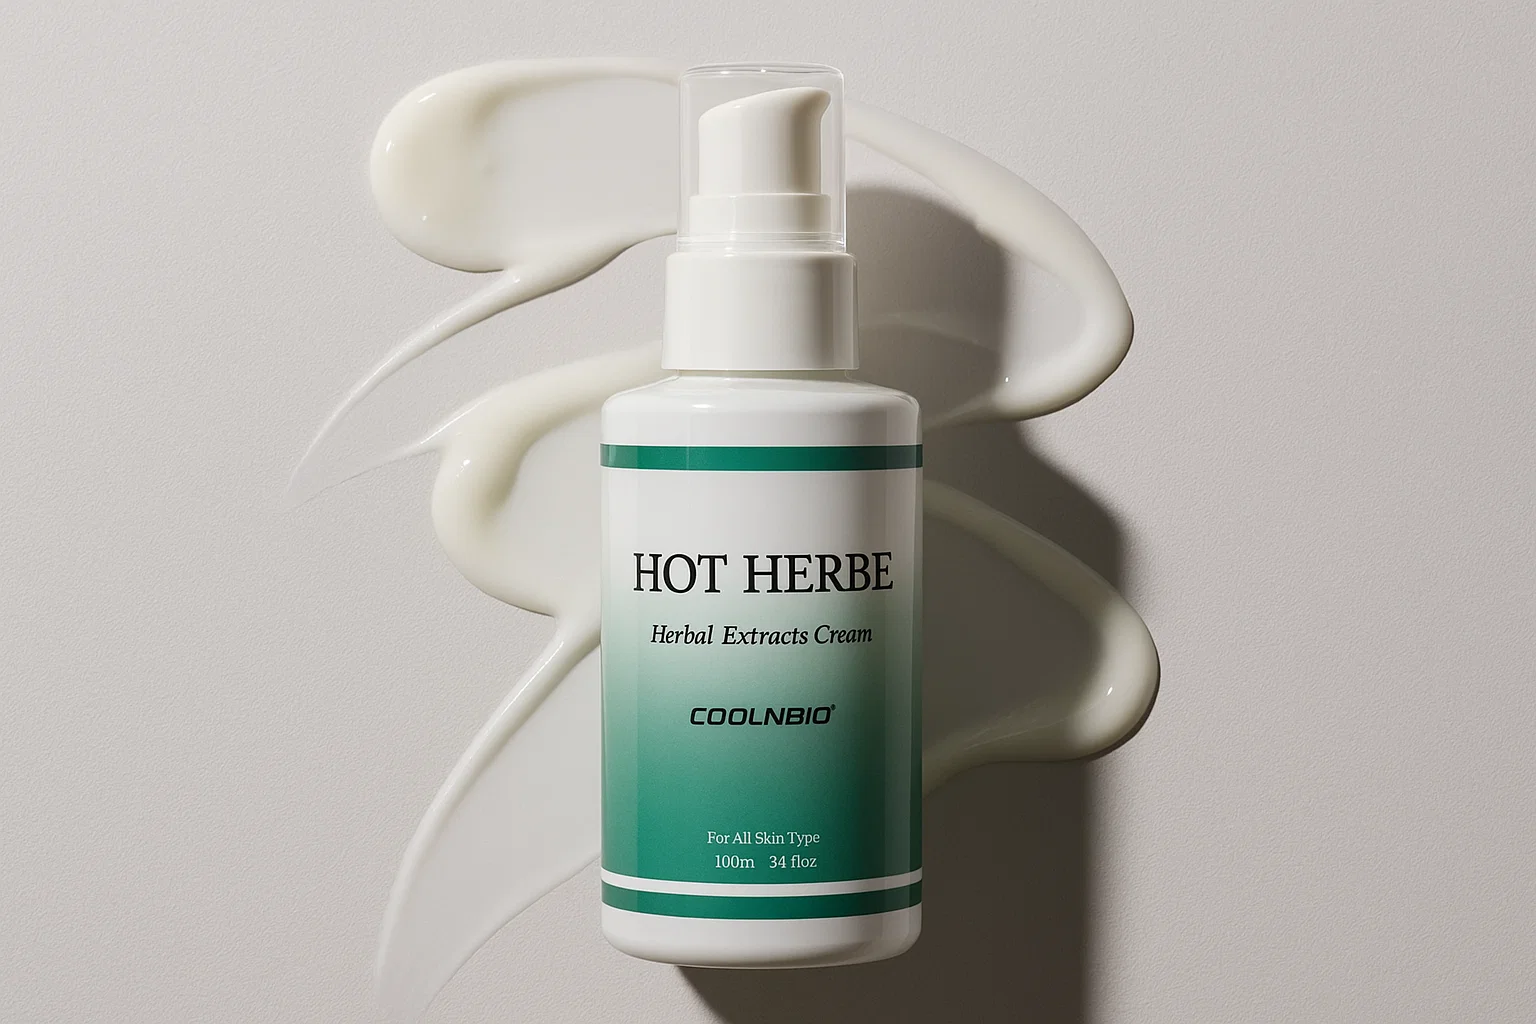 HOT HERBE
Herbal Extracts Cream
COOLNBIO®
For All Skin Type
100m 34 floz